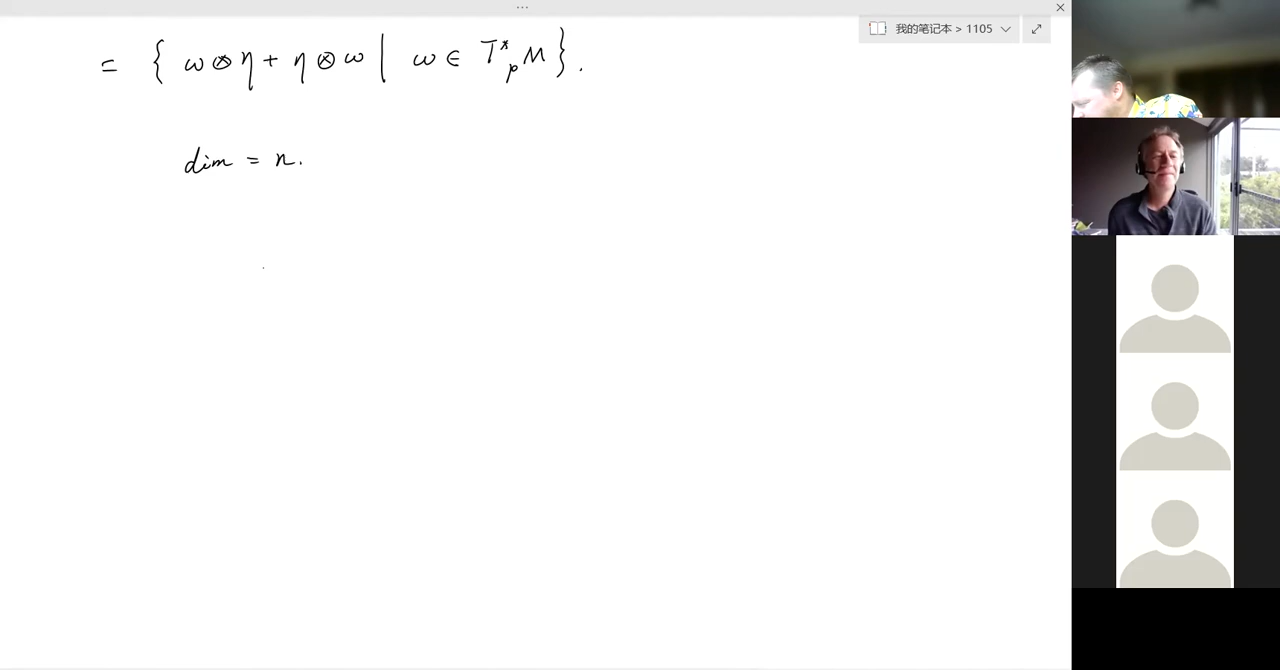 我的笔记本 > 1105
= { ω⊗η + η⊗ω | ω ∈ T*ₚM }.
dim = n.